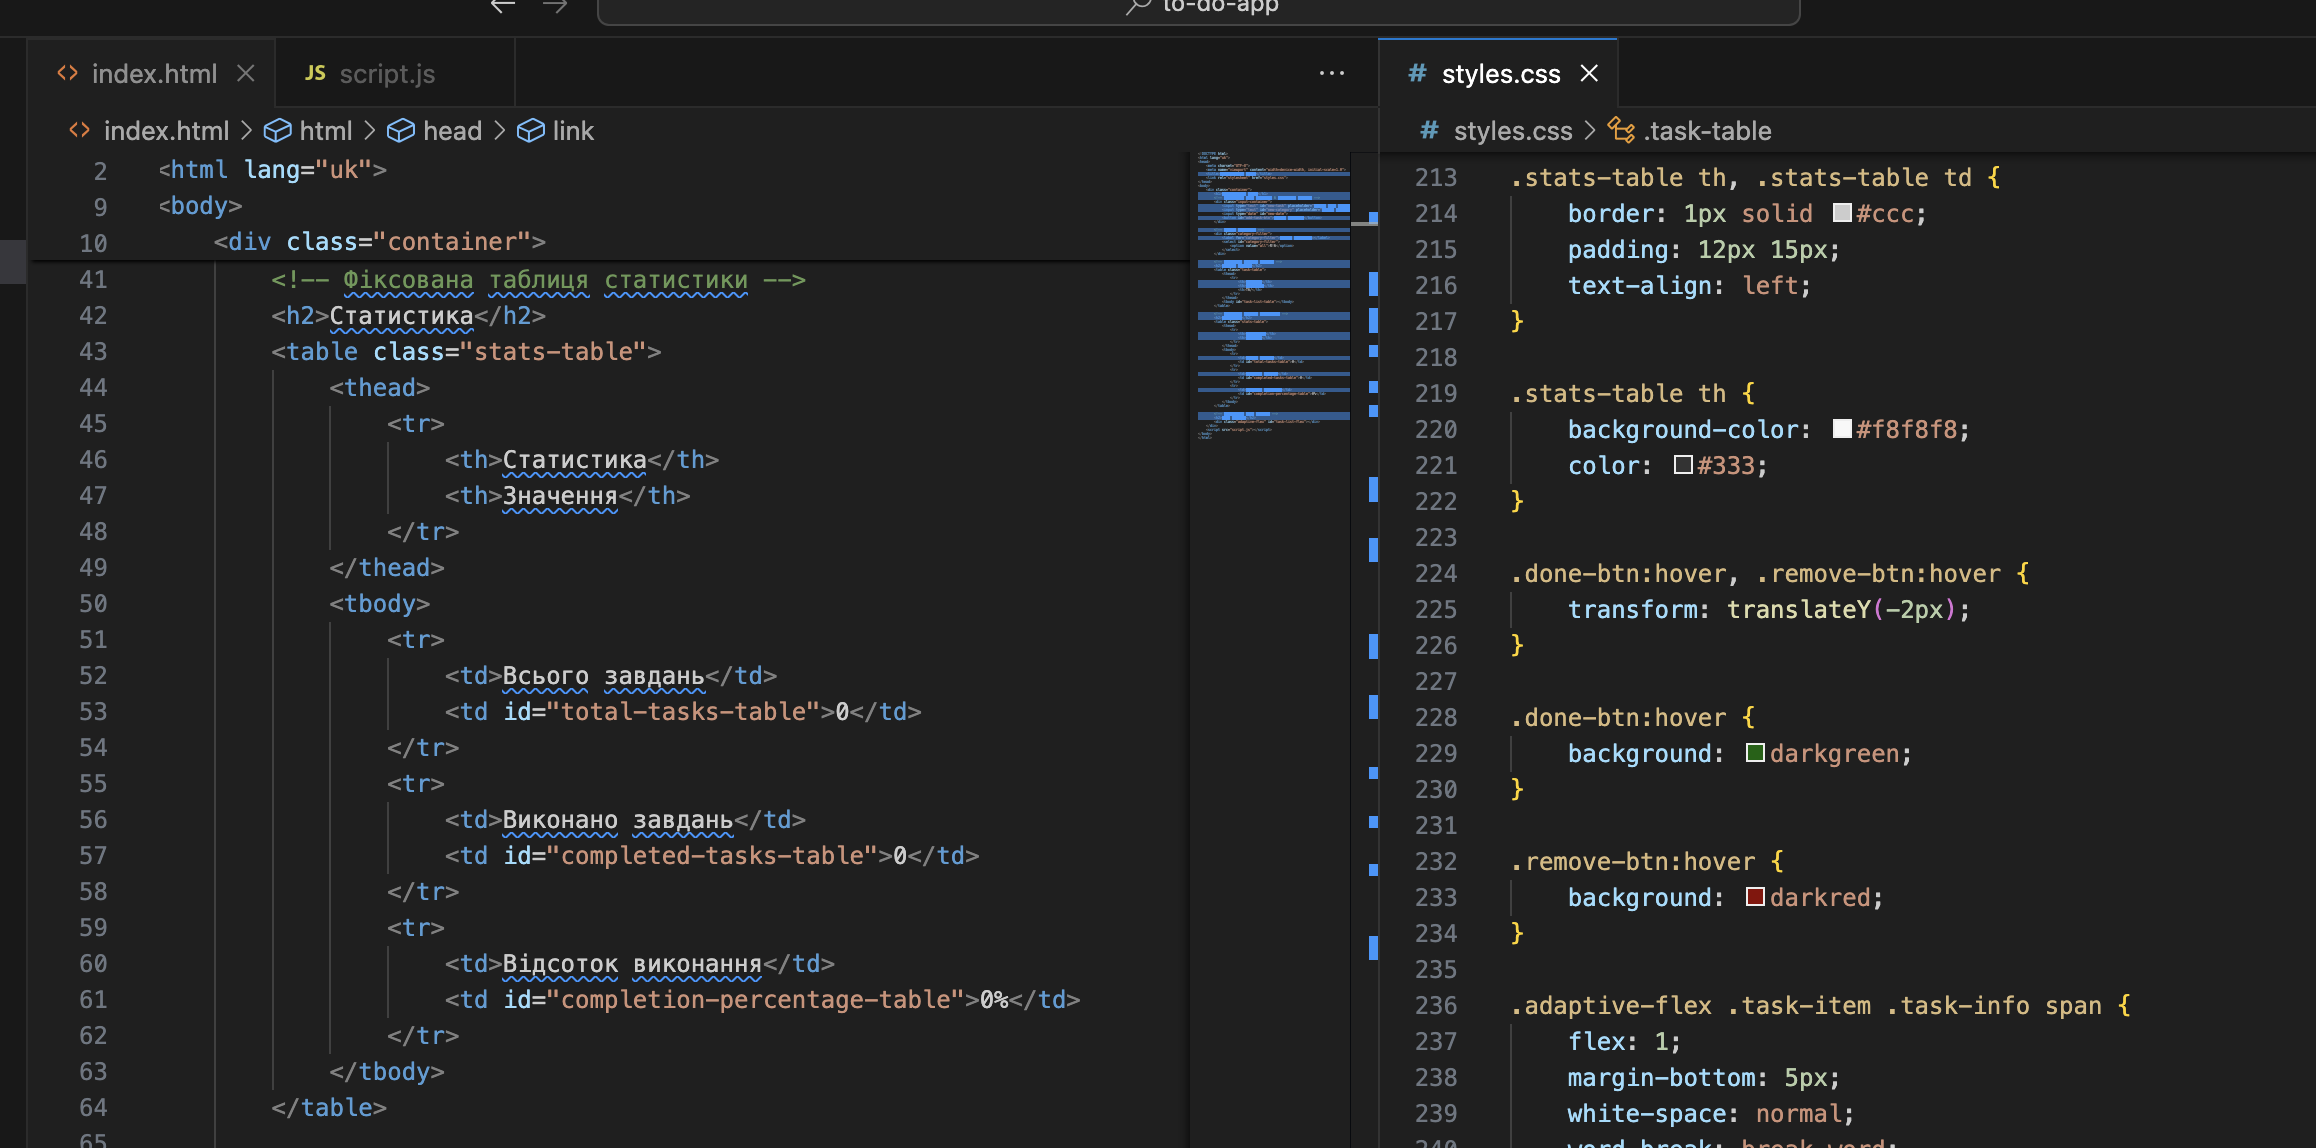 to-do-app
index.html
JS script.js
...
index.html > html > head > link
2 <html lang="uk">
9 <body>
10 <div class="container">
41 <!-- Фіксована таблиця статистики -->
42 <h2>Статистика</h2>
43 <table class="stats-table">
44 <thead>
45 <tr>
46 <th>Статистика</th>
47 <th>Значення</th>
48 </tr>
49 </thead>
50 <tbody>
51 <tr>
52 <td>Всього завдань</td>
53 <td id="total-tasks-table">0</td>
54 </tr>
55 <tr>
56 <td>Виконано завдань</td>
57 <td id="completed-tasks-table">0</td>
58 </tr>
59 <tr>
60 <td>Відсоток виконання</td>
61 <td id="completion-percentage-table">0%</td>
62 </tr>
63 </tbody>
64 </table>
65
# styles.css
# styles.css > .task-table
213 .stats-table th, .stats-table td {
214 border: 1px solid #ccc;
215 padding: 12px 15px;
216 text-align: left;
217 }
218
219 .stats-table th {
220 background-color: #f8f8f8;
221 color: #333;
222 }
223
224 .done-btn:hover, .remove-btn:hover {
225 transform: translateY(-2px);
226 }
227
228 .done-btn:hover {
229 background: darkgreen;
230 }
231
232 .remove-btn:hover {
233 background: darkred;
234 }
235
236 .adaptive-flex .task-item .task-info span {
237 flex: 1;
238 margin-bottom: 5px;
239 white-space: normal;
240 word-break: break-word;